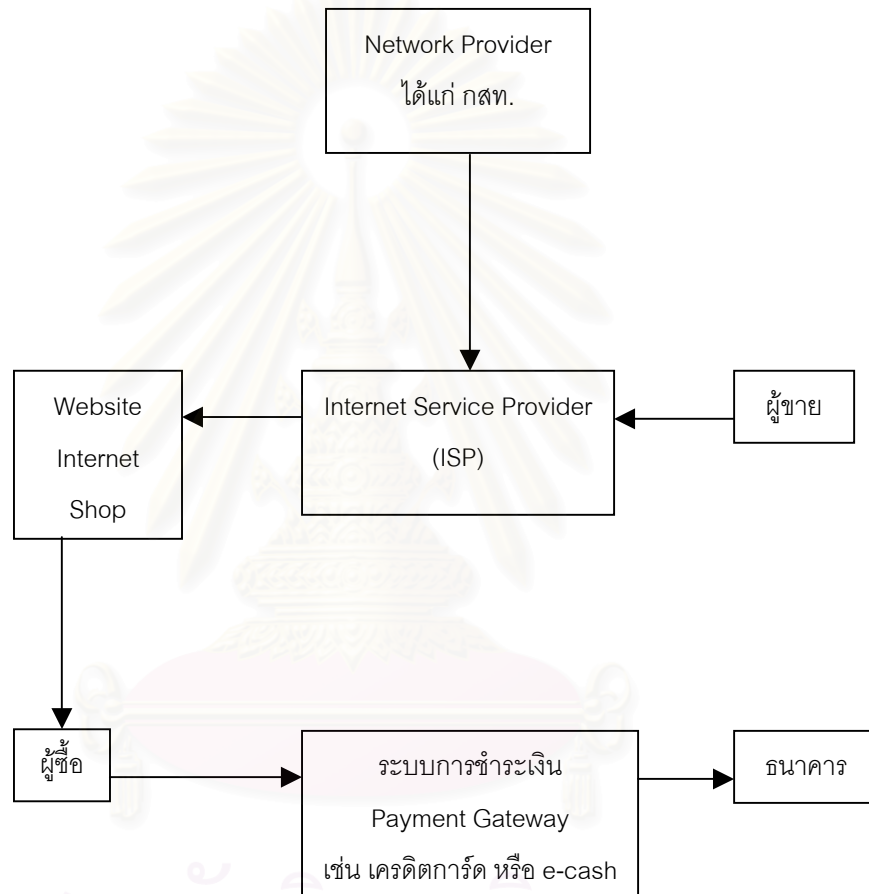 Network Provider
ได้แก่ กสท.
Website
Internet
Shop
Internet Service Provider
(ISP)
ผู้ขาย
ผู้ซื้อ
ระบบการชำระเงิน
Payment Gateway
เช่น เครดิตการ์ด หรือ e-cash
ธนาคาร